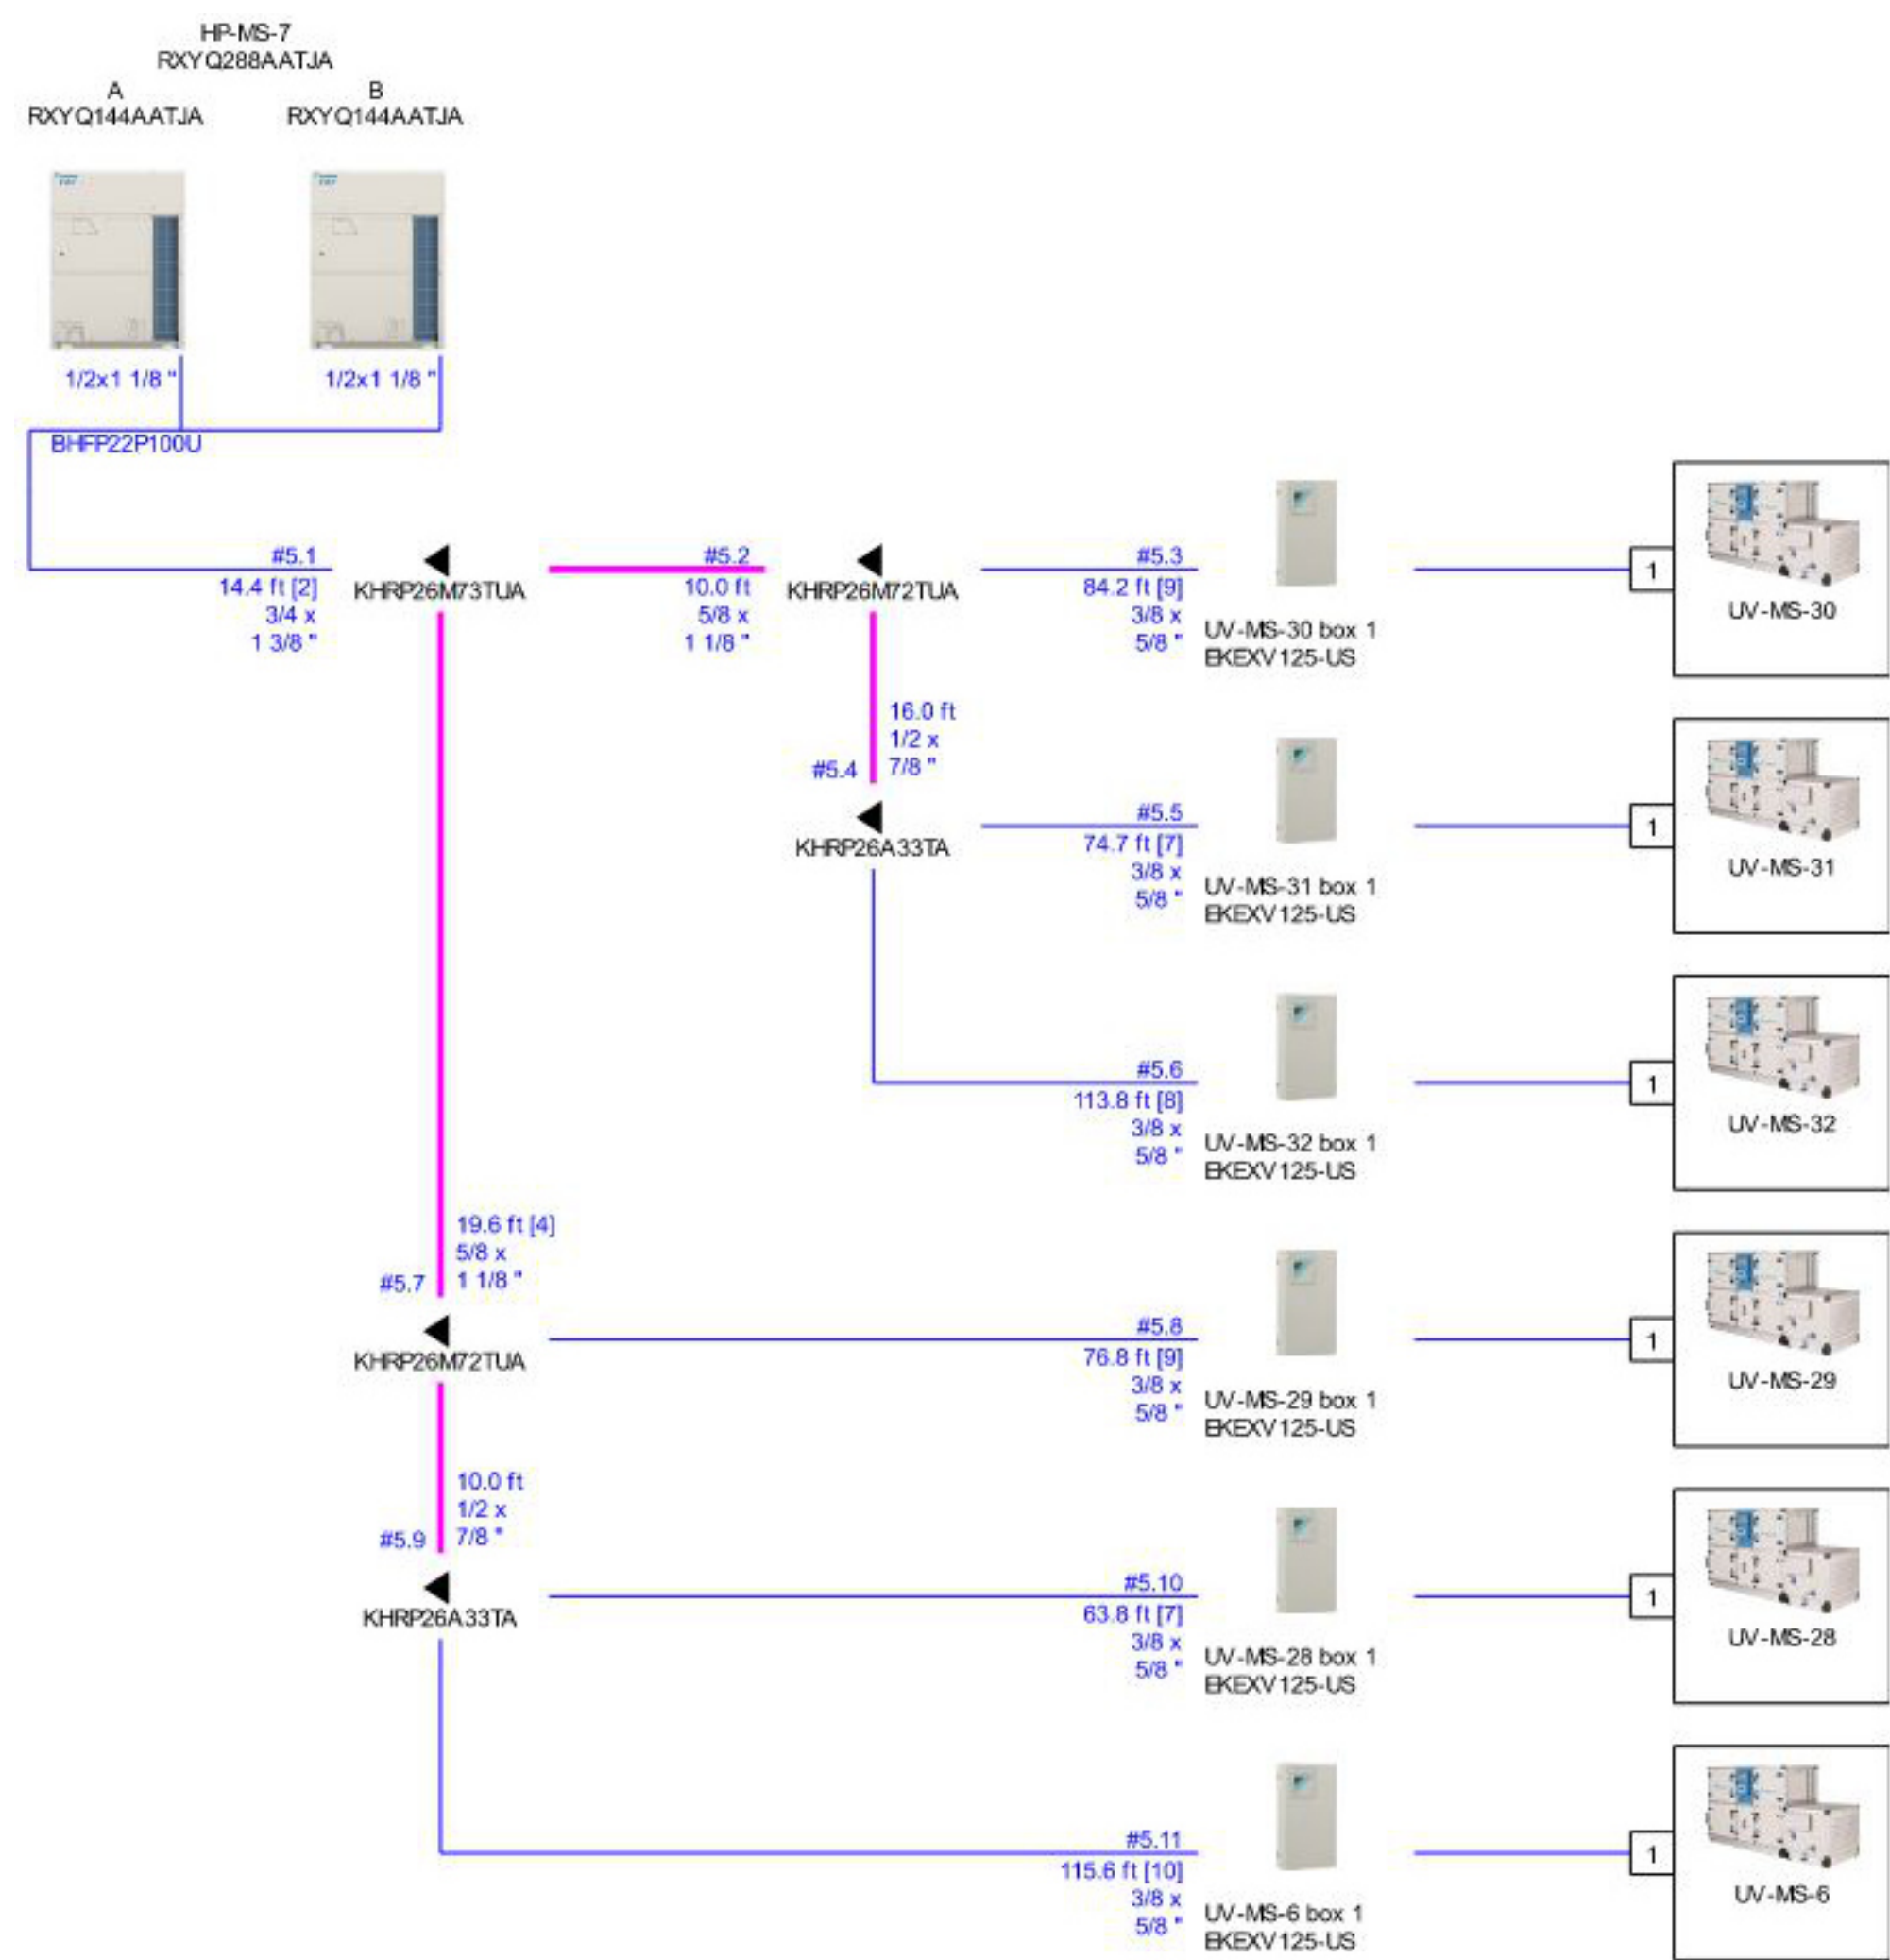 HP-MS-7
RXYQ288AATJA
A
RXYQ144AATJA
B
RXYQ144AATJA
1/2x1 1/8 "
1/2x1 1/8 "
BHFP22P100U
#5.1
14.4 ft [2]
3/4 x
1 3/8 "
KHRP26M73TUA
#5.2
10.0 ft
5/8 x
1 1/8 "
KHRP26M72TUA
#5.3
84.2 ft [9]
3/8 x
5/8 "
UV-MS-30 box 1
EKEXV125-US
1
UV-MS-30
16.0 ft
1/2 x
7/8 "
#5.4
KHRP26A33TA
#5.5
74.7 ft [7]
3/8 x
5/8 "
UV-MS-31 box 1
EKEXV125-US
1
UV-MS-31
#5.6
113.8 ft [8]
3/8 x
5/8 "
UV-MS-32 box 1
EKEXV125-US
1
UV-MS-32
19.6 ft [4]
5/8 x
1 1/8 "
#5.7
KHRP26M72TUA
#5.8
76.8 ft [9]
3/8 x
5/8 "
UV-MS-29 box 1
EKEXV125-US
1
UV-MS-29
10.0 ft
1/2 x
7/8 "
#5.9
KHRP26A33TA
#5.10
63.8 ft [7]
3/8 x
5/8 "
UV-MS-28 box 1
EKEXV125-US
1
UV-MS-28
#5.11
115.6 ft [10]
3/8 x
5/8 "
UV-MS-6 box 1
EKEXV125-US
1
UV-MS-6